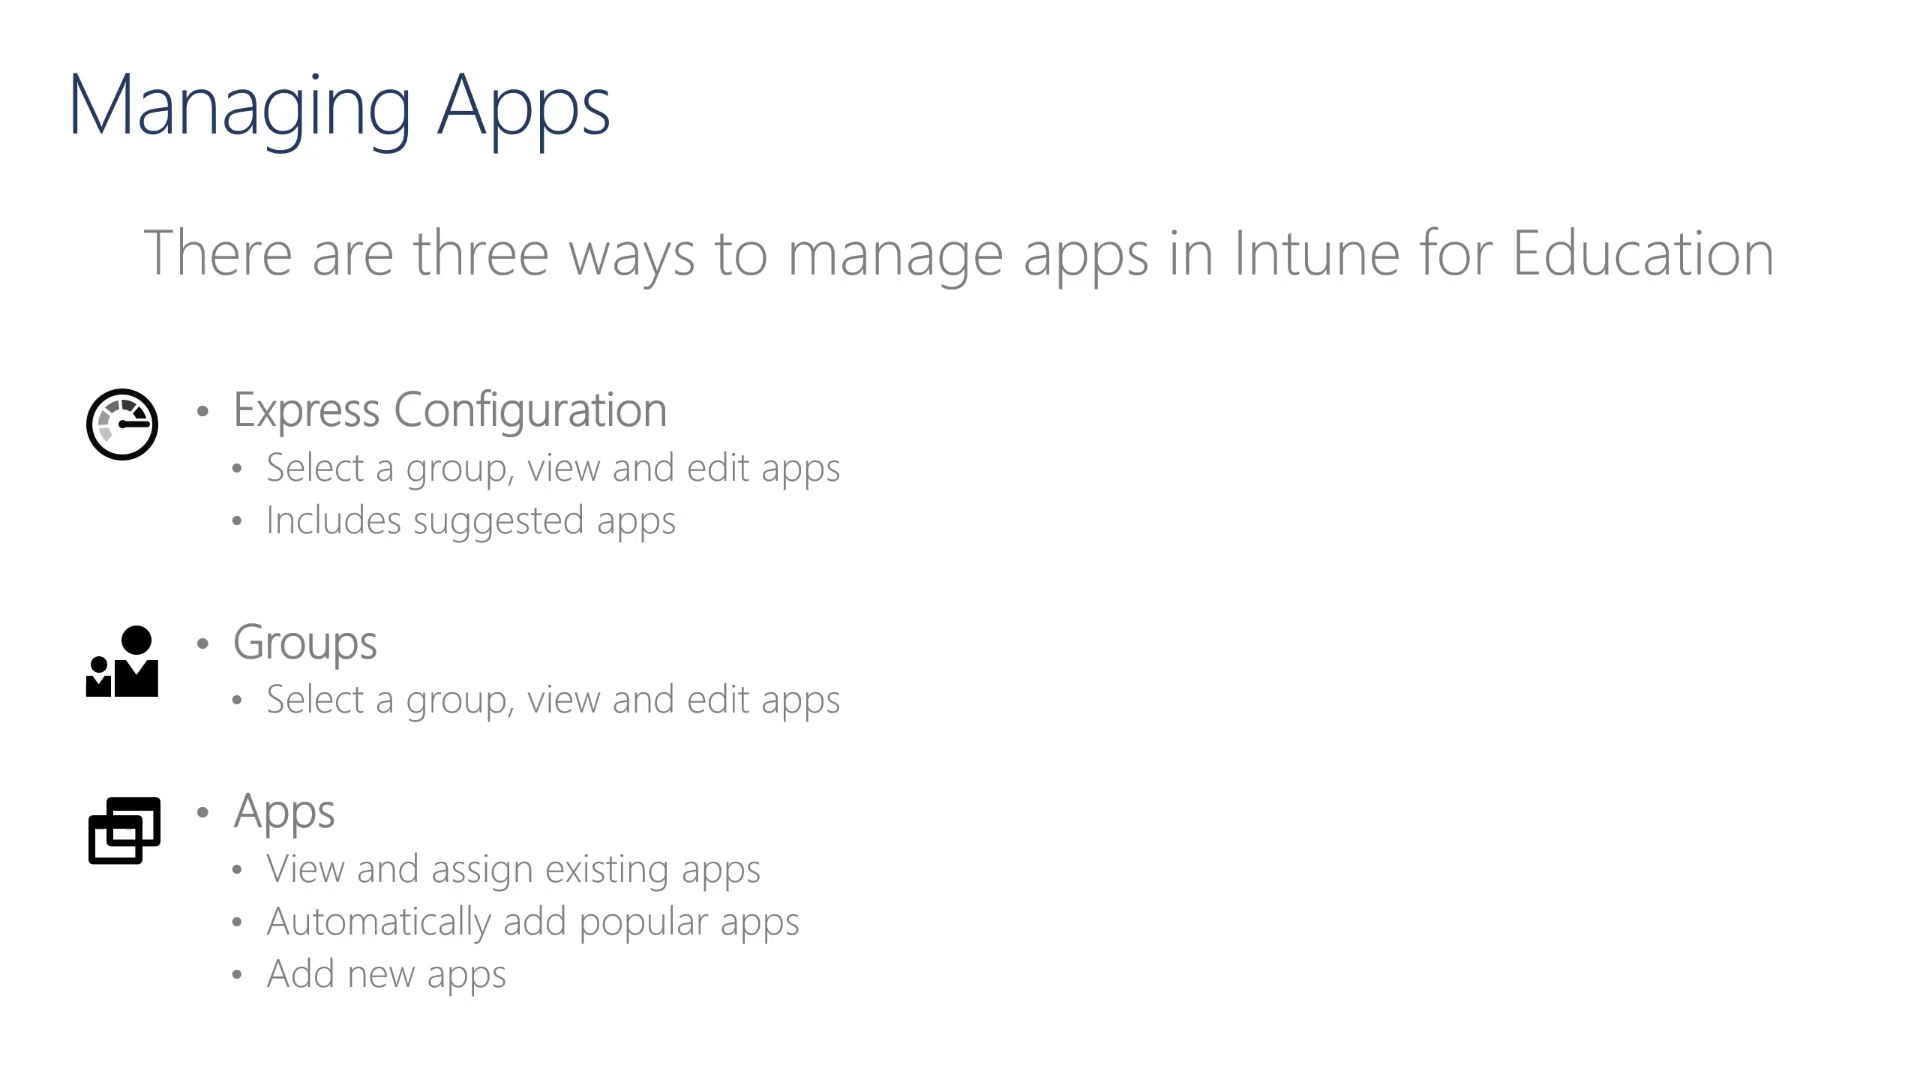 Managing Apps
There are three ways to manage apps in Intune for Education
• Express Configuration
• Select a group, view and edit apps
• Includes suggested apps
• Groups
• Select a group, view and edit apps
• Apps
• View and assign existing apps
• Automatically add popular apps
• Add new apps